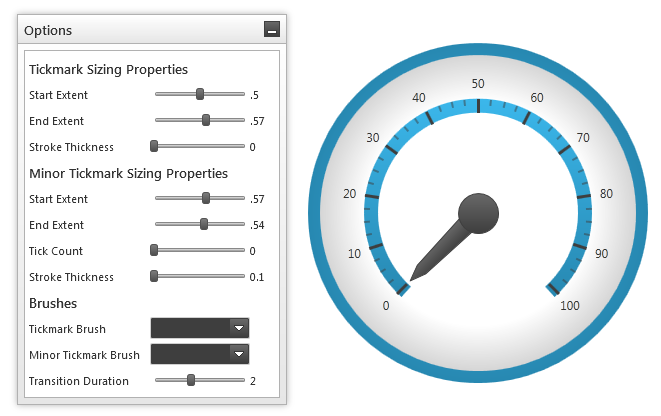 Options
Tickmark Sizing Properties
Start Extent .5
End Extent .57
Stroke Thickness 0
Minor Tickmark Sizing Properties
Start Extent .57
End Extent .54
Tick Count 0
Stroke Thickness 0.1
Brushes
Tickmark Brush
Minor Tickmark Brush
Transition Duration 2
0
10
20
30
40
50
60
70
80
90
100